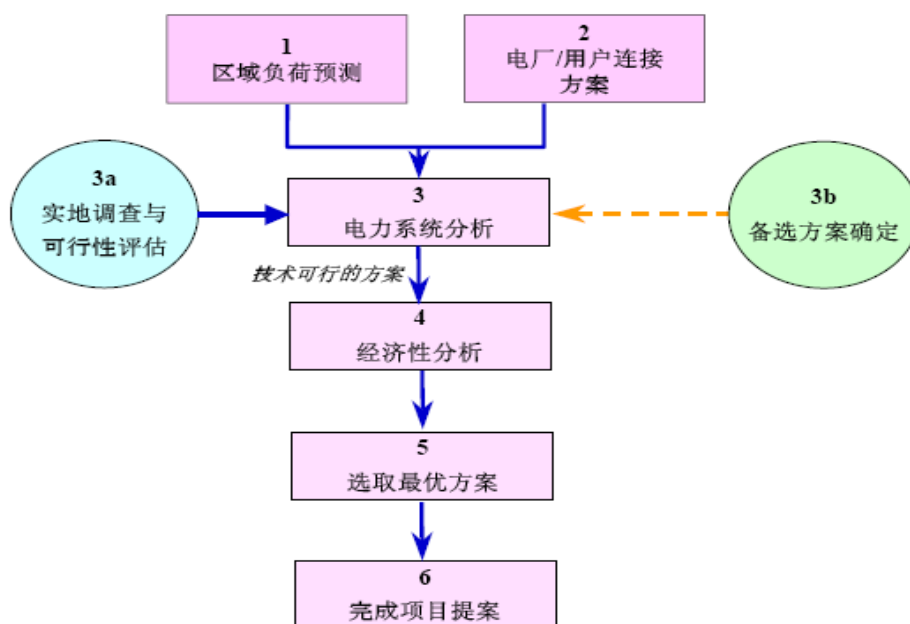 1
区域负荷预测
2
电厂/用户连接
方案
3a
实地调查与
可行性评估
3
电力系统分析
3b
备选方案确定
技术可行的方案
4
经济性分析
5
选取最优方案
6
完成项目提案